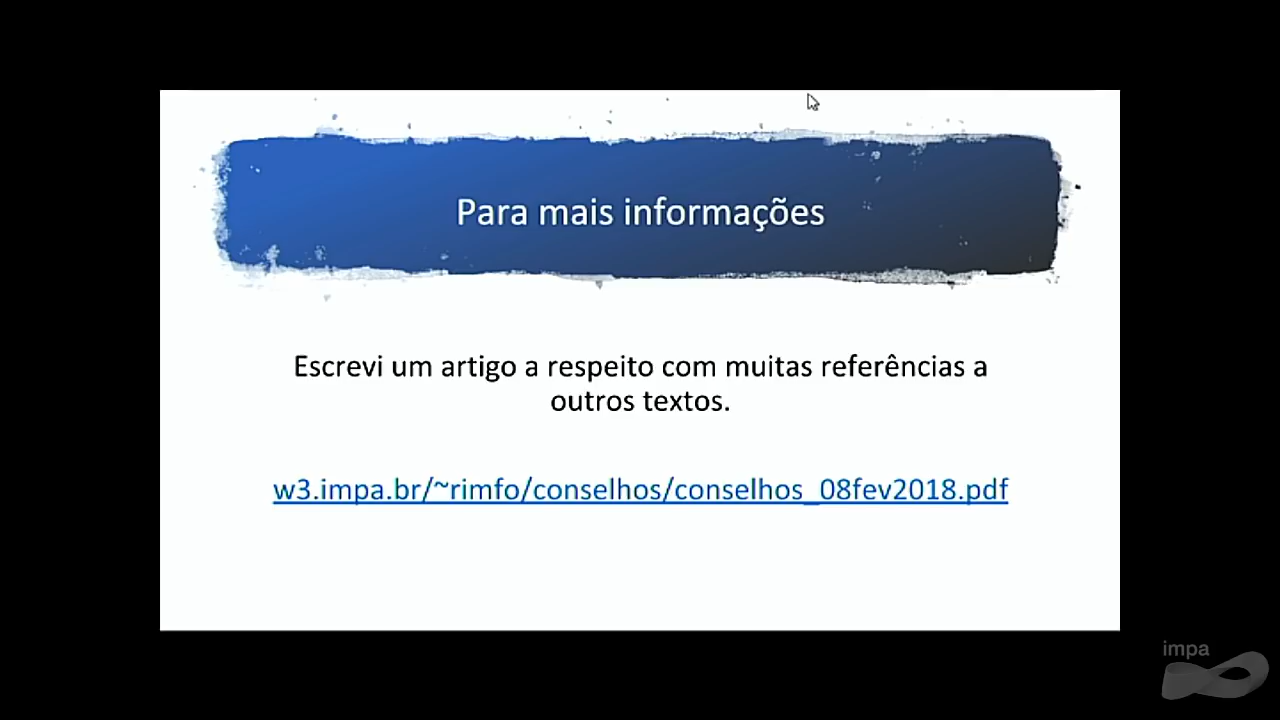 Para mais informações
Escrevi um artigo a respeito com muitas referências a
outros textos.
w3.impa.br/~rimfo/conselhos/conselhos_08fev2018.pdf
impa